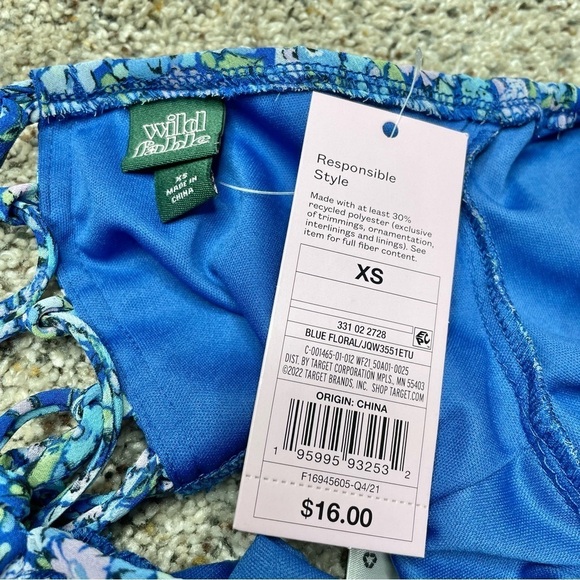 wild
fable
XS
MADE IN
CHINA
Responsible
Style
Made with at least 30%
recycled polyester (exclusive
of trimmings, ornamentation,
interlinings and linings). See
item for full fiber content.
XS
331 02 2728
BLUE FLORAL/JQW3551ETU
C-001465-01-012 WF21_50A01-0025
DIST. BY TARGET CORPORATION MPLS, MN 55403
©2022 TARGET BRANDS, INC. SHOP TARGET.COM
ORIGIN: CHINA
1 95995 93253 2
F16945605-Q4/21
$16.00